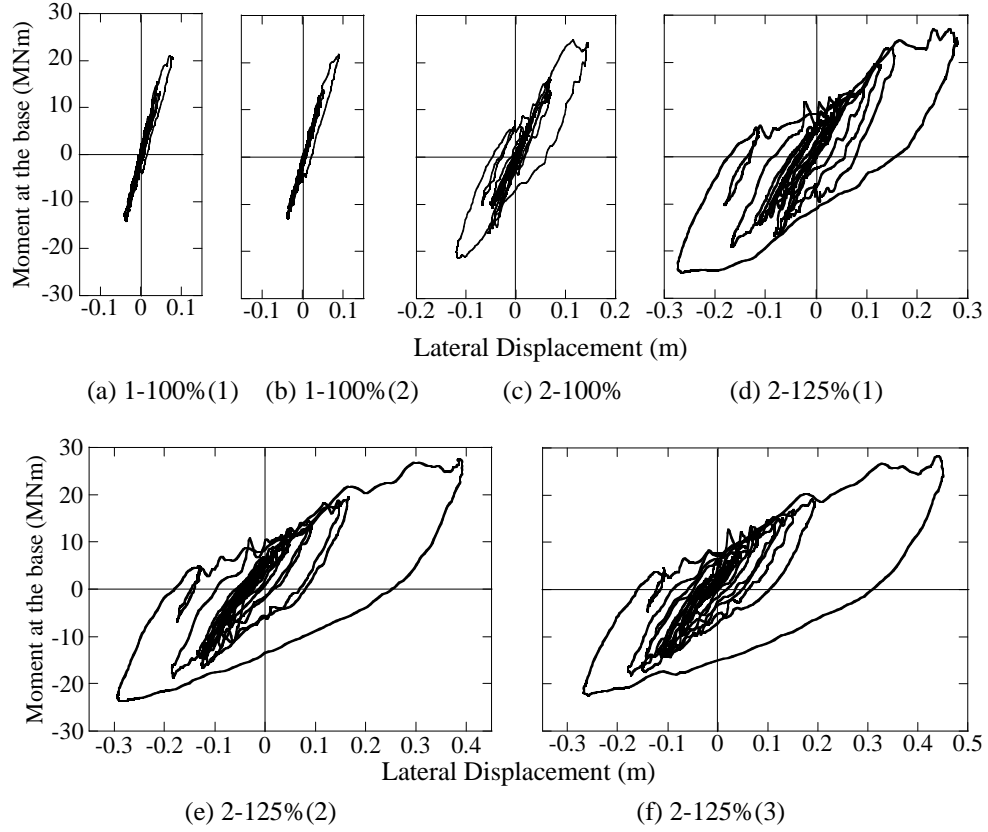 Moment at the base (MNm)
30
20
10
0
-10
-20
30
-0.1 0 0.1
-0.1 0 0.1
-0.2 -0.1 0 0.1 0.2
-0.3 -0.2 -0.1 0 0.1 0.2 0.3
Lateral Displacement (m)
(a) 1-100%(1)
(b) 1-100%(2)
(c) 2-100%
(d) 2-125%(1)
Moment at the base (MNm)
30
20
10
0
-10
-20
30
-0.3 -0.2 -0.1 0 0.1 0.2 0.3 0.4
-0.3 -0.2 -0.1 0 0.1 0.2 0.3 0.4 0.5
Lateral Displacement (m)
(e) 2-125%(2)
(f) 2-125%(3)